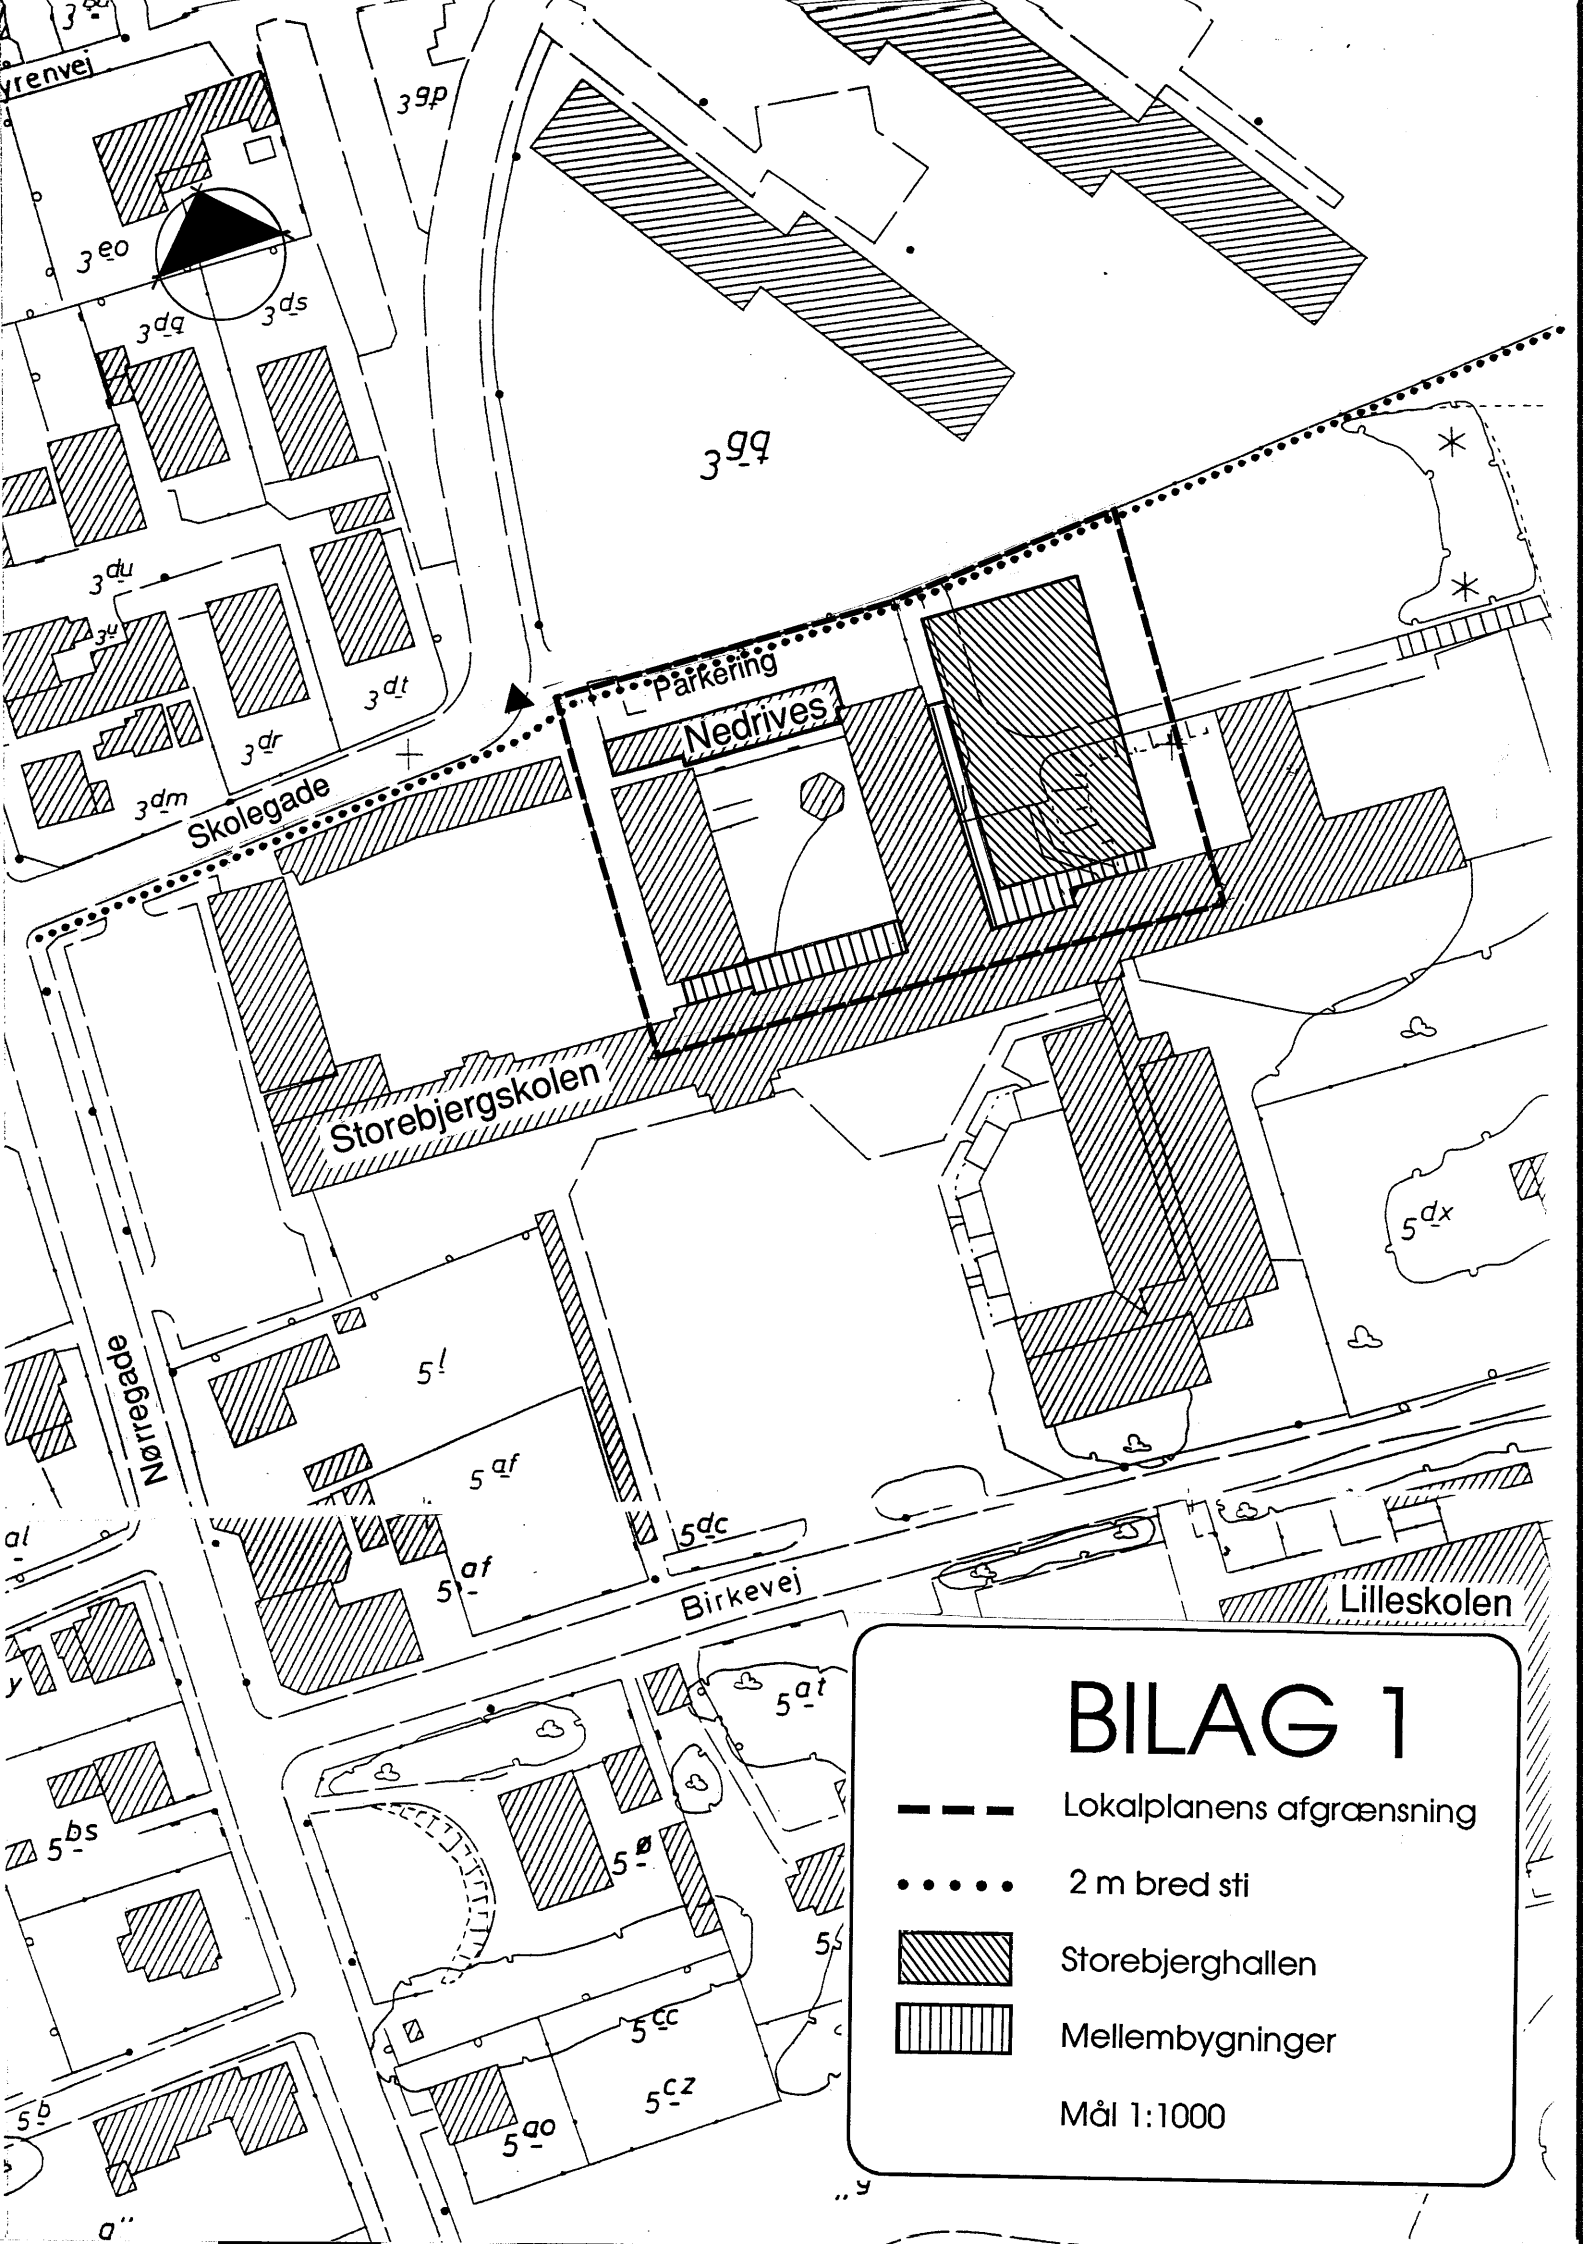 yrenvej
3gp
3eo
3dq
3ds
3gq
3du
3u
3dt
3dr
3dm
Skolegade
Parkering
Nedrives
Storebjergskolen
5dx
Nørregade
5l
5af
5dc
5af
al
Birkevej
Lilleskolen
y
5at
5bs
5ø
5cc
5cz
5b
5ao
BILAG 1
Lokalplanens afgrænsning
2 m bred sti
Storebjerghallen
Mellembygninger
Mål 1:1000